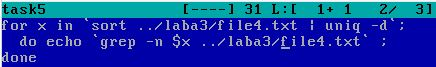 task5 [----] 31 L:[ 1+ 1 2/ 3]
for x in `sort ../laba3/file4.txt | uniq -d`;
do echo `grep -n $x ../laba3/file4.txt` ;
done